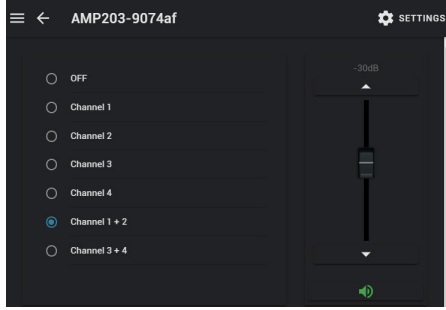 AMP203-9074af
SETTINGS
-30dB
OFF
Channel 1
Channel 2
Channel 3
Channel 4
Channel 1 + 2
Channel 3 + 4